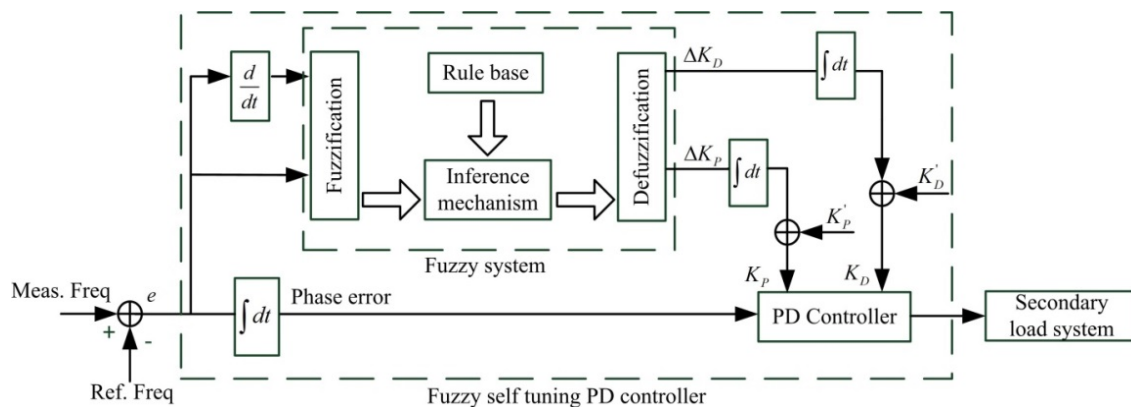 d
dt
Fuzzification
Rule base
Inference
mechanism
Defuzzification
ΔK_D
∫ dt
ΔK_P
∫ dt
K'_D
K'_P
Fuzzy system
K_P
K_D
Meas. Freq
e
+
-
∫ dt
Phase error
PD Controller
Secondary
load system
Ref. Freq
Fuzzy self tuning PD controller